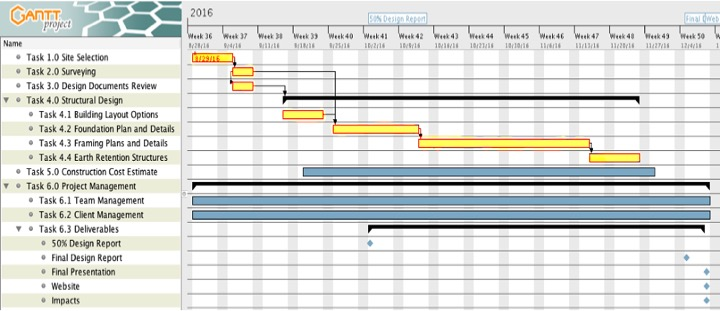 GANTT
project
2016
50% Design Report
Name
Week 36 Week 37 Week 38 Week 39 Week 40 Week 41 Week 42 Week 43 Week 44 Week 45 Week 46 Week 47 Week 48 Week 49 Week 50
8/28/16 9/4/16 9/11/16 9/18/16 9/25/16 10/2/16 10/9/16 10/16/16 10/23/16 10/30/16 11/6/16 11/13/16 11/20/16 11/27/16 12/4/16
Task 1.0 Site Selection
8/29/16
Task 2.0 Surveying
Task 3.0 Design Documents Review
Task 4.0 Structural Design
Task 4.1 Building Layout Options
Task 4.2 Foundation Plan and Details
Task 4.3 Framing Plans and Details
Task 4.4 Earth Retention Structures
Task 5.0 Construction Cost Estimate
Task 6.0 Project Management
Task 6.1 Team Management
Task 6.2 Client Management
Task 6.3 Deliverables
50% Design Report
Final Design Report
Final Presentation
Website
Impacts